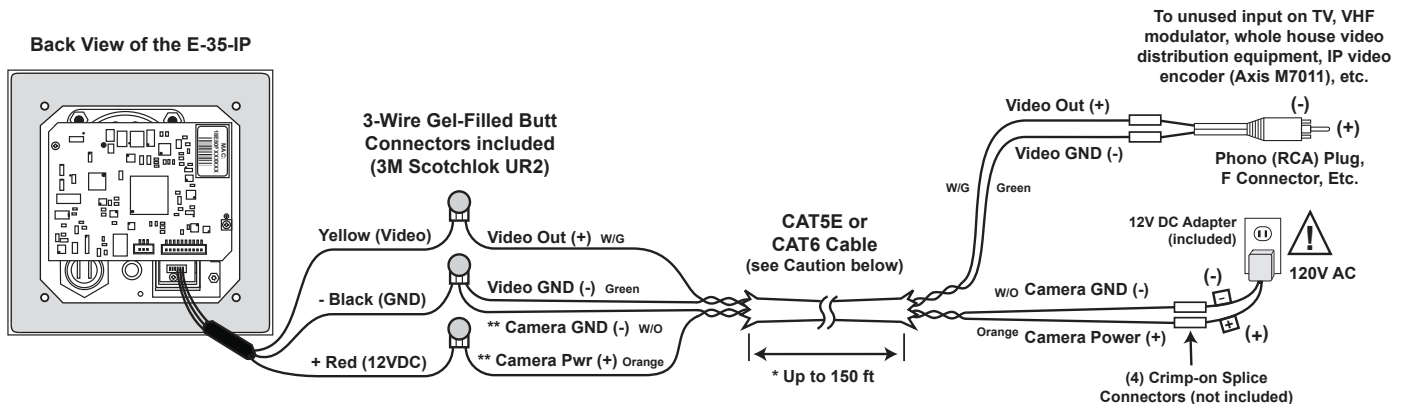 Back View of the E-35-IP
MAC:
3-Wire Gel-Filled Butt
Connectors included
(3M Scotchlok UR2)
Yellow (Video)
- Black (GND)
+ Red (12VDC)
Video Out (+) W/G
Video GND (-) Green
** Camera GND (-) W/O
** Camera Pwr (+) Orange
CAT5E or
CAT6 Cable
(see Caution below)
* Up to 150 ft
To unused input on TV, VHF
modulator, whole house video
distribution equipment, IP video
encoder (Axis M7011), etc.
Video Out (+)
Video GND (-)
W/G
Green
(-)
(+)
Phono (RCA) Plug,
F Connector, Etc.
12V DC Adapter
(included)
!
120V AC
W/O Camera GND (-)
(-)
-
Orange Camera Power (+)
+
(+)
(4) Crimp-on Splice
Connectors (not included)